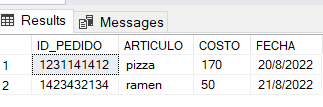 Results Messages
ID_PEDIDO ARTICULO COSTO FECHA
1 1231141412 pizza 170 20/8/2022
2 1423432134 ramen 50 21/8/2022